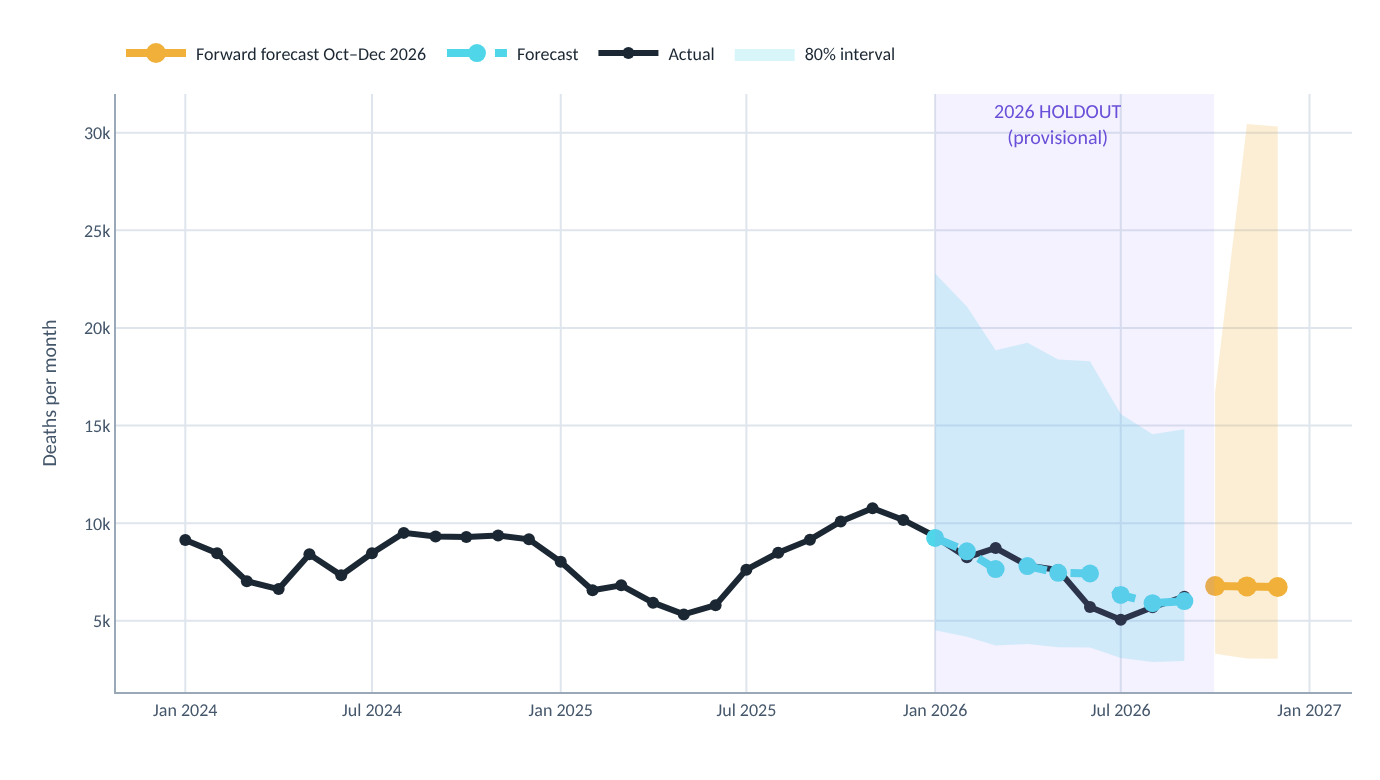 Forward forecast Oct–Dec 2026 Forecast Actual 80% interval
2026 HOLDOUT
(provisional)
30k
25k
20k
15k
10k
5k
Deaths per month
Jan 2024 Jul 2024 Jan 2025 Jul 2025 Jan 2026 Jul 2026 Jan 2027